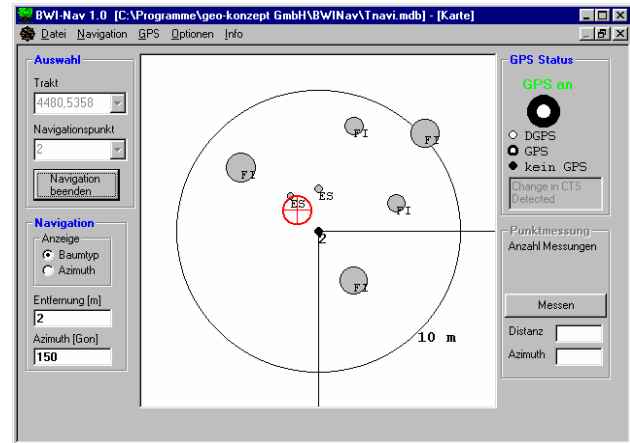 BWI-Nav 1.0 [C:\Programme\geo-konzept GmbH\BWINav\Tnavi.mdb] - [Karte]
Datei Navigation GPS Optionen Info
Auswahl
Trakt
4480,5358
Navigationspunkt
2
Navigation
beenden
Navigation
Anzeige
Baumtyp
Azimuth
Entfernung [m]
2
Azimuth [Gon]
150
FI
FI
FI
ES
ES
FI
2
FI
10 m
GPS Status
GPS an
DGPS
GPS
kein GPS
Change in CTS
Detected
Punktmessung
Anzahl Messungen
Messen
Distanz
Azimuth